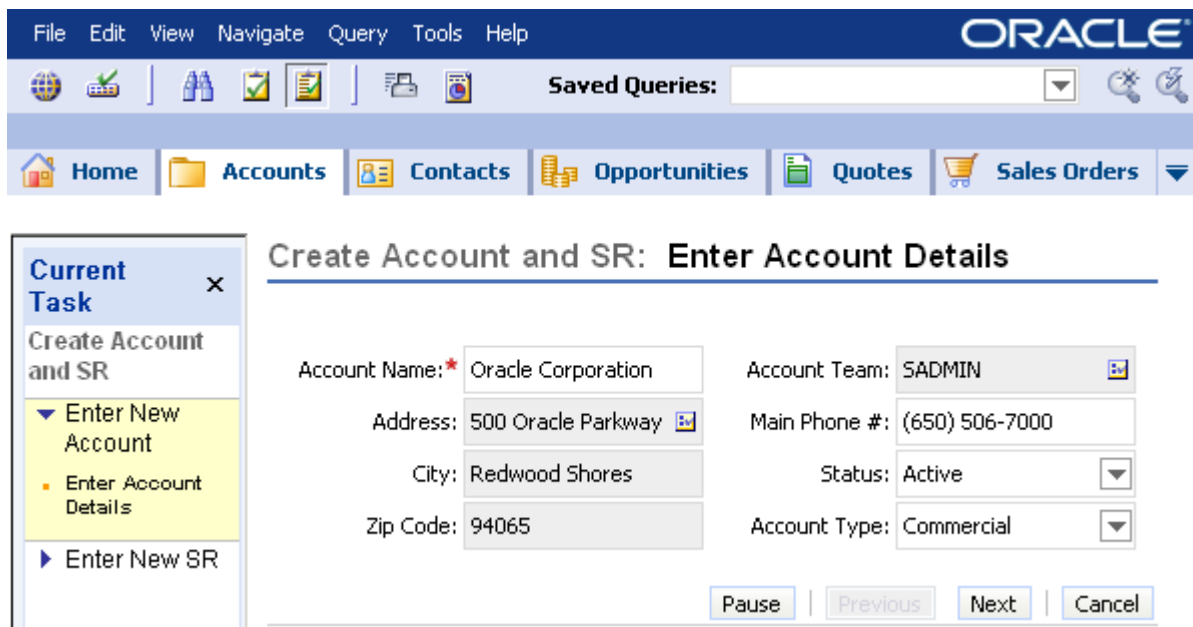 File Edit View Navigate Query Tools Help ORACLE
Saved Queries:
Home Accounts Contacts Opportunities Quotes Sales Orders
Current
Task
Create Account
and SR
Enter New
Account
Enter Account
Details
Enter New SR
Create Account and SR: Enter Account Details
Account Name:* Oracle Corporation Account Team: SADMIN
Address: 500 Oracle Parkway Main Phone #: (650) 506-7000
City: Redwood Shores Status: Active
Zip Code: 94065 Account Type: Commercial
Pause Previous Next Cancel